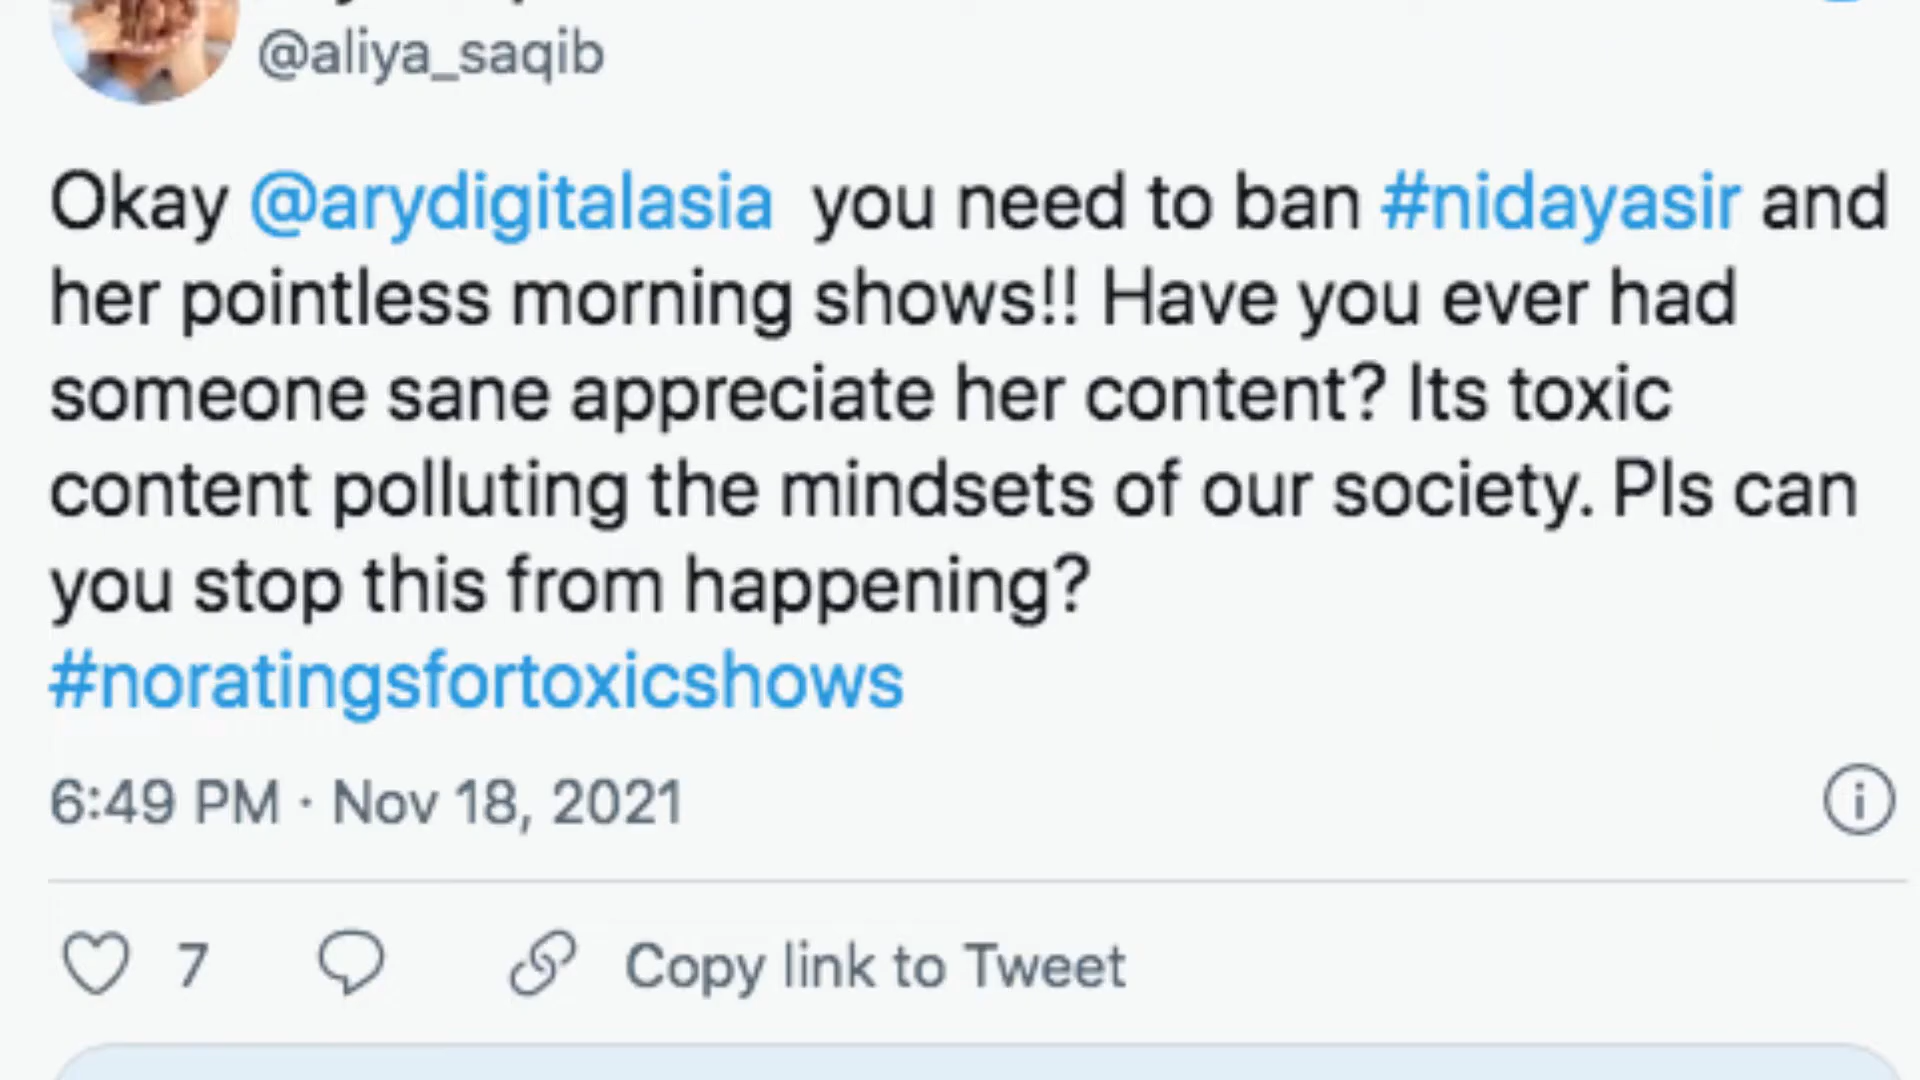 @aliya_saqib
Okay @arydigitalasia you need to ban #nidayasir and
her pointless morning shows!! Have you ever had
someone sane appreciate her content? Its toxic
content polluting the mindsets of our society. Pls can
you stop this from happening?
#noratingsfortoxicshows
6:49 PM · Nov 18, 2021
7 Copy link to Tweet